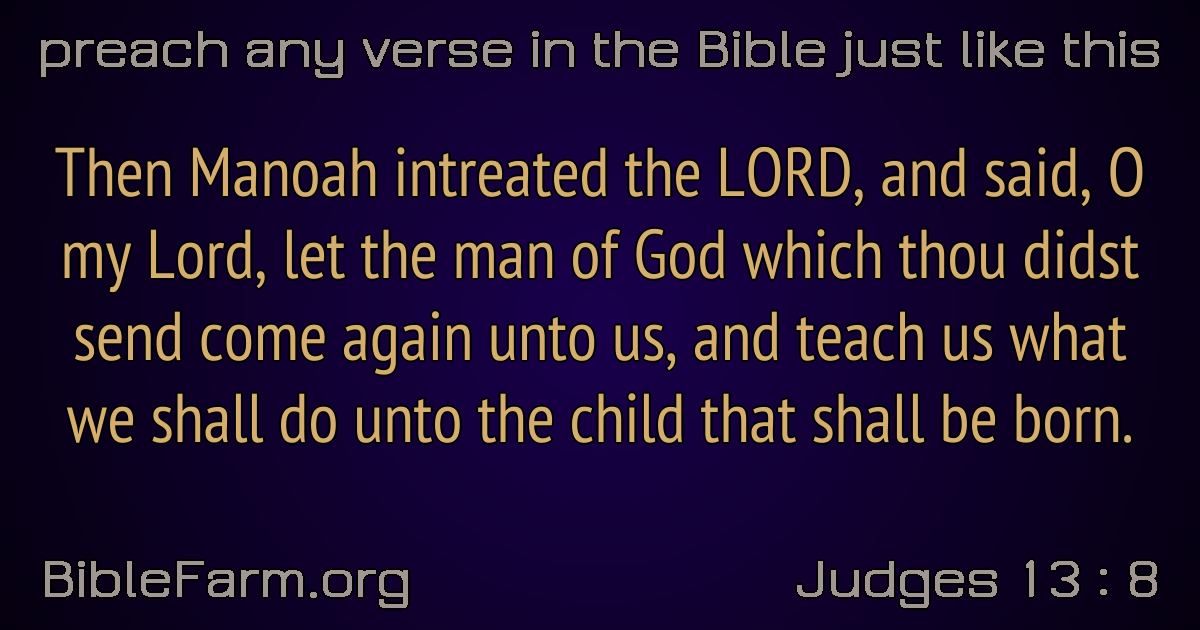 preach any verse in the Bible just like this
Then Manoah intreated the LORD, and said, O
my Lord, let the man of God which thou didst
send come again unto us, and teach us what
we shall do unto the child that shall be born.
BibleFarm.org
Judges 13 : 8